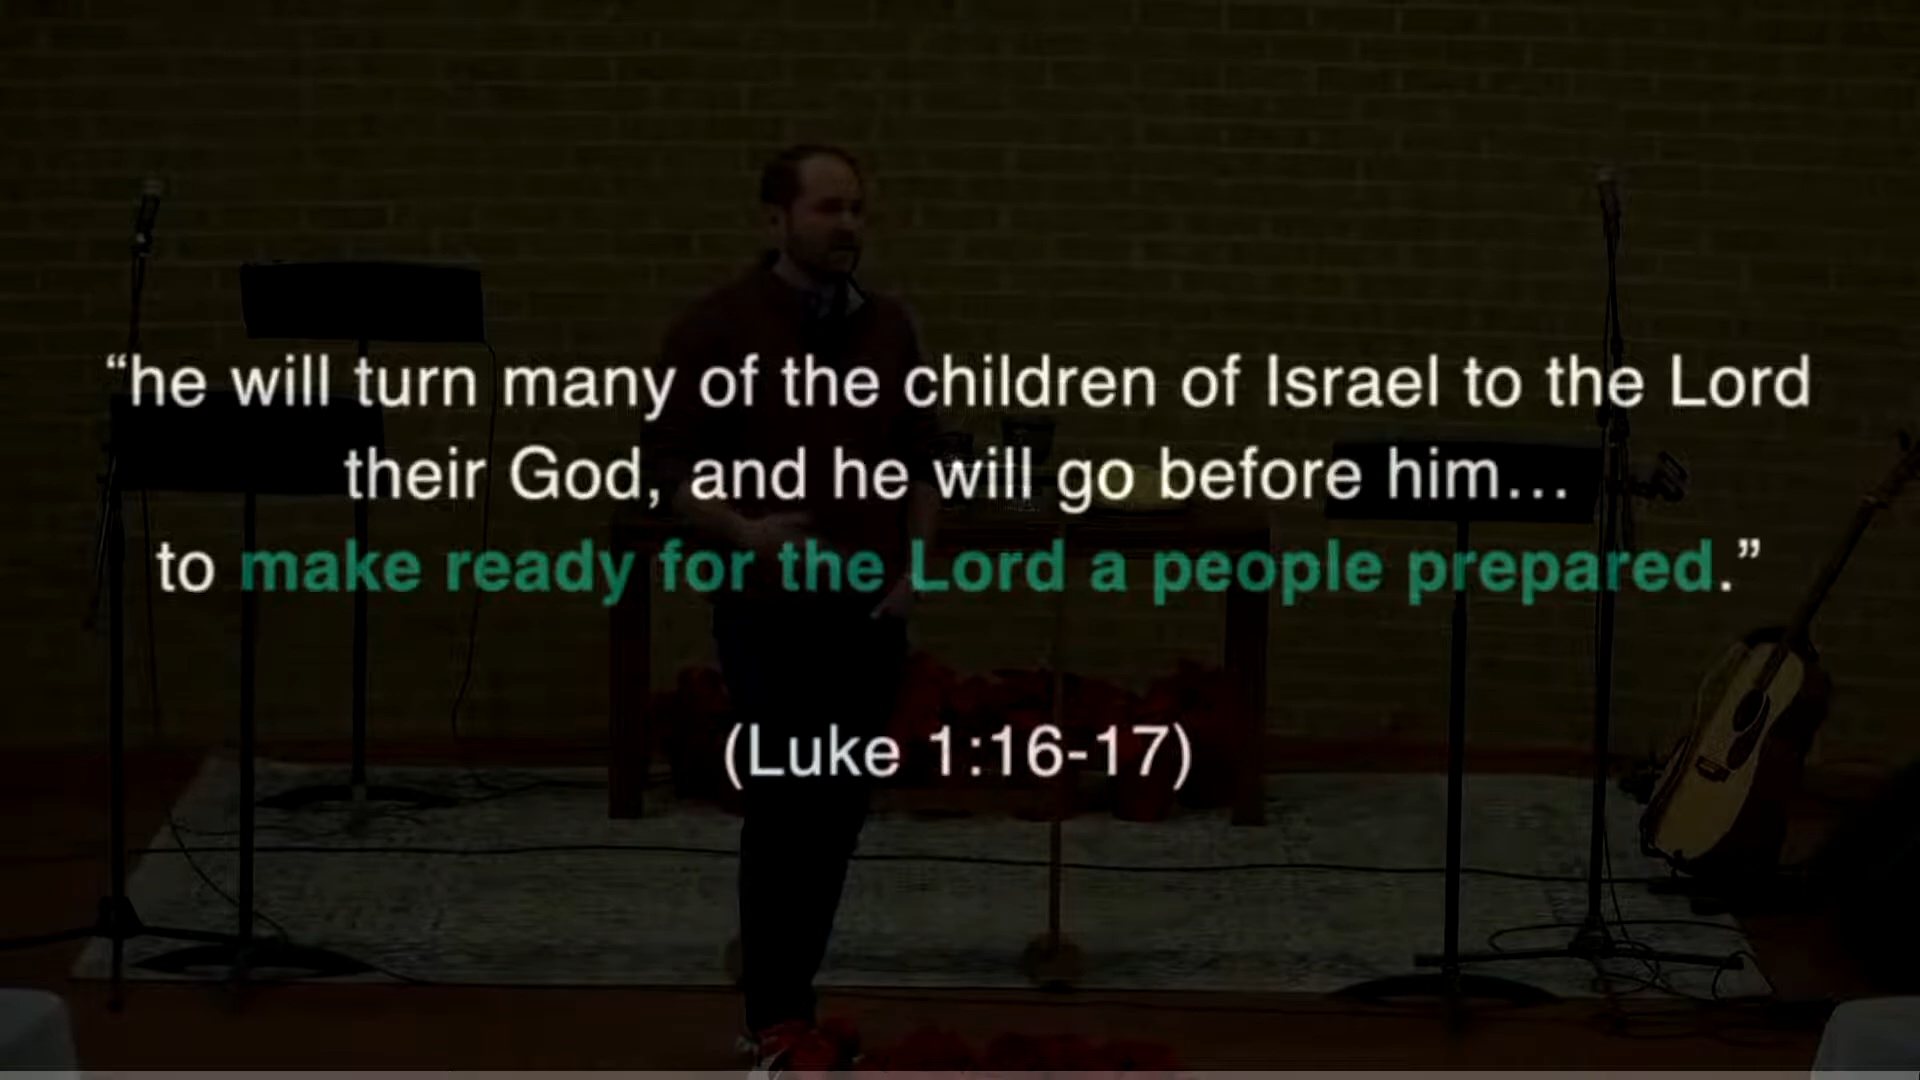 “he will turn many of the children of Israel to the Lord
their God, and he will go before him…
to make ready for the Lord a people prepared.”
(Luke 1:16-17)